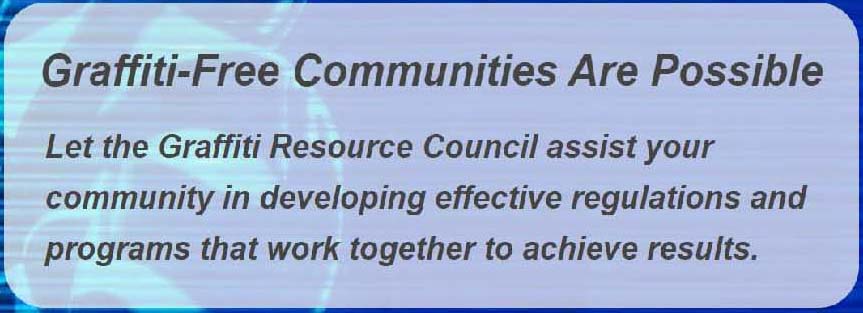 Graffiti-Free Communities Are Possible
Let the Graffiti Resource Council assist your
community in developing effective regulations and
programs that work together to achieve results.